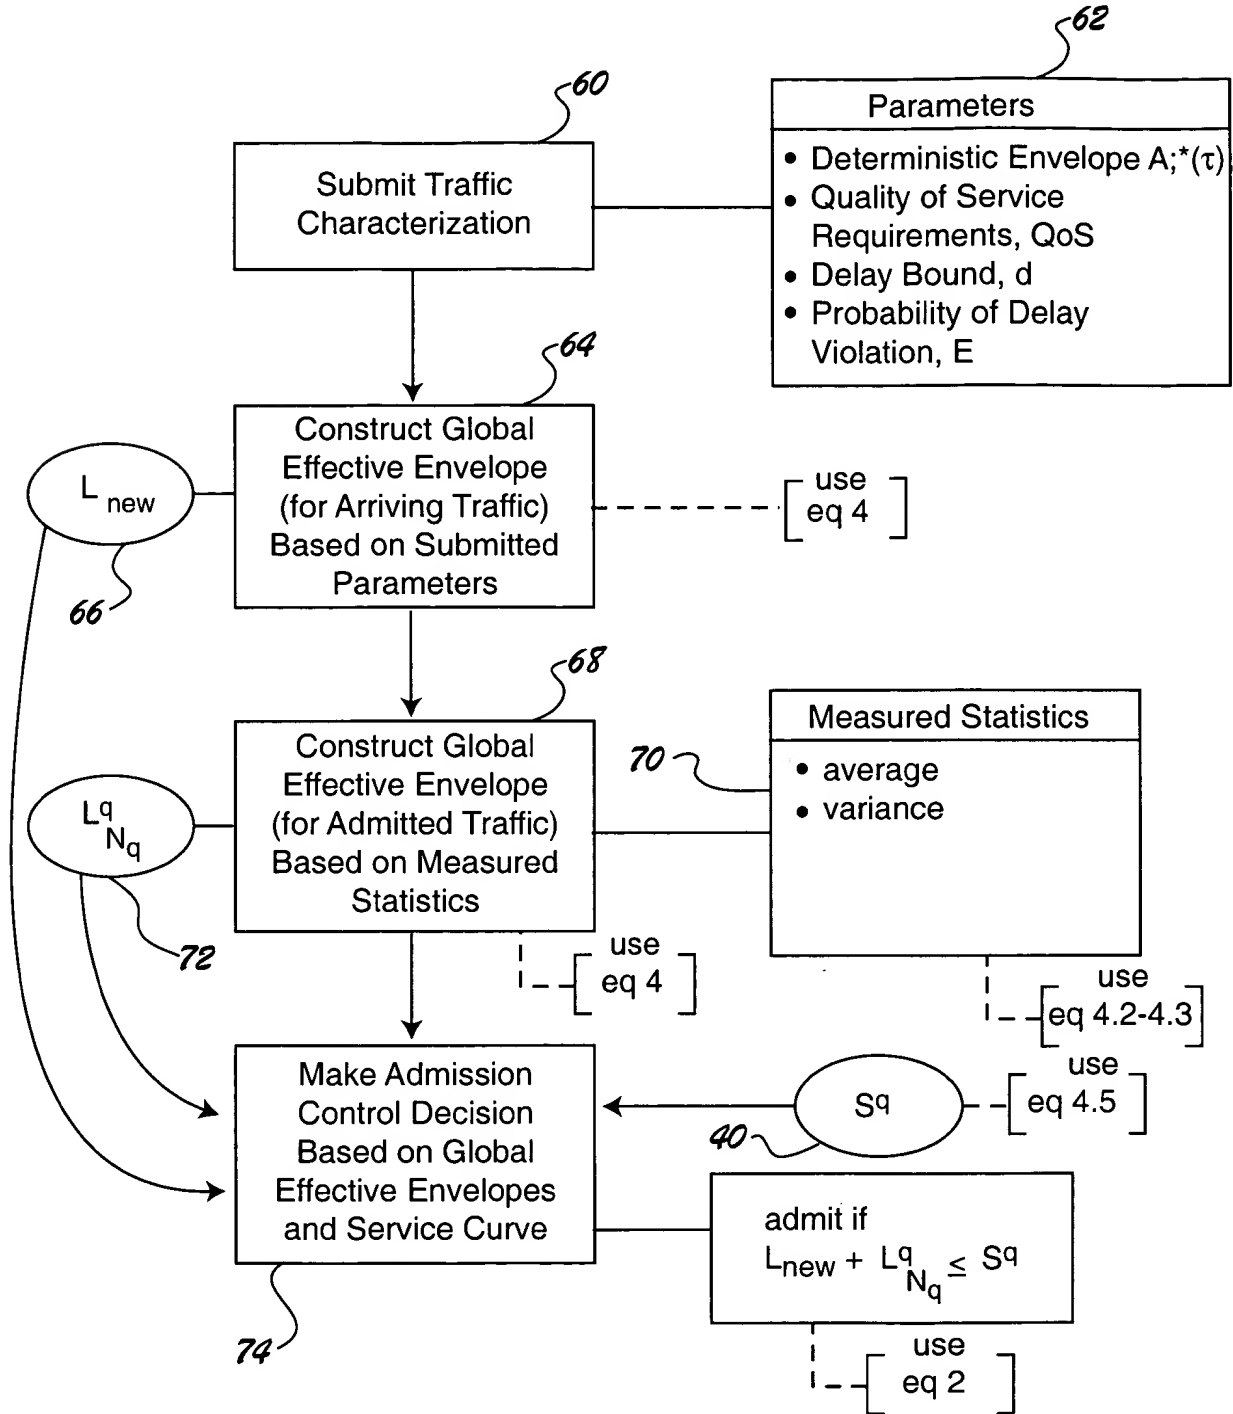 62
60
Parameters
• Deterministic Envelope A;*(τ)
• Quality of Service
Requirements, QoS
• Delay Bound, d
• Probability of Delay
Violation, E
Submit Traffic
Characterization
64
Construct Global
Effective Envelope
(for Arriving Traffic)
Based on Submitted
Parameters
L new
66
use
eq 4
68
Construct Global
Effective Envelope
(for Admitted Traffic)
Based on Measured
Statistics
70
Measured Statistics
• average
• variance
Lq Nq
72
use
eq 4
use
eq 4.2-4.3
Make Admission
Control Decision
Based on Global
Effective Envelopes
and Service Curve
Sq
40
use
eq 4.5
admit if
Lnew + Lq Nq ≤ Sq
74
use
eq 2